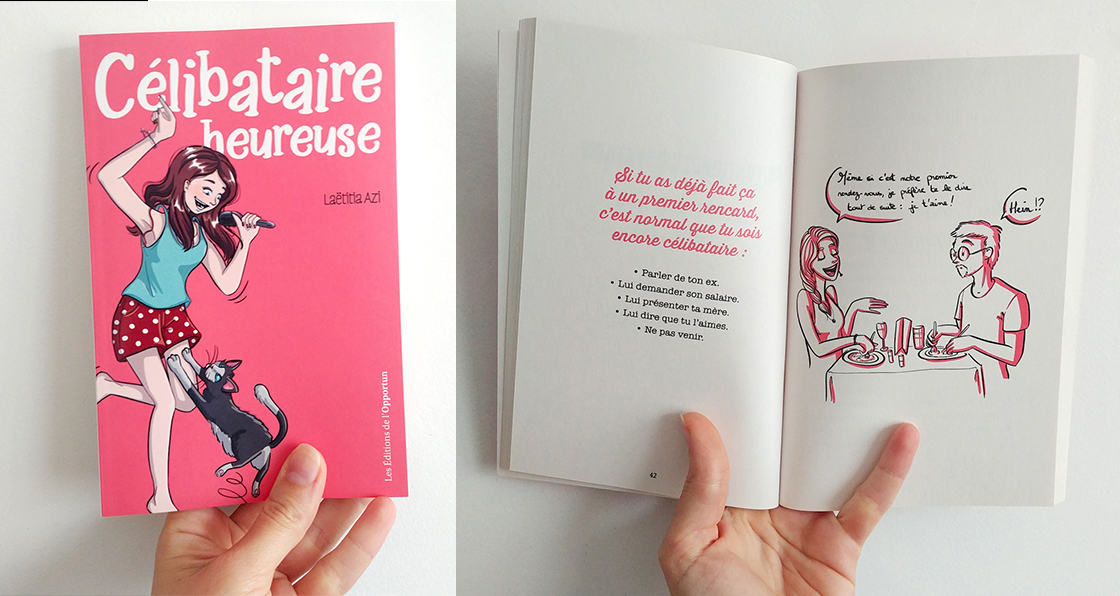 Célibataire
heureuse
Laëtitia Azi
Les Éditions de l'Opportun
Si tu as déjà fait ça
à un premier rencard,
c'est normal que tu sois
encore célibataire :
• Parler de ton ex.
• Lui demander son salaire.
• Lui présenter ta mère.
• Lui dire que tu l'aimes.
• Ne pas venir.
42
Même si c'est notre premier
rendez-vous, je préfère te le dire
tout de suite : je t'aime !
Hein !?